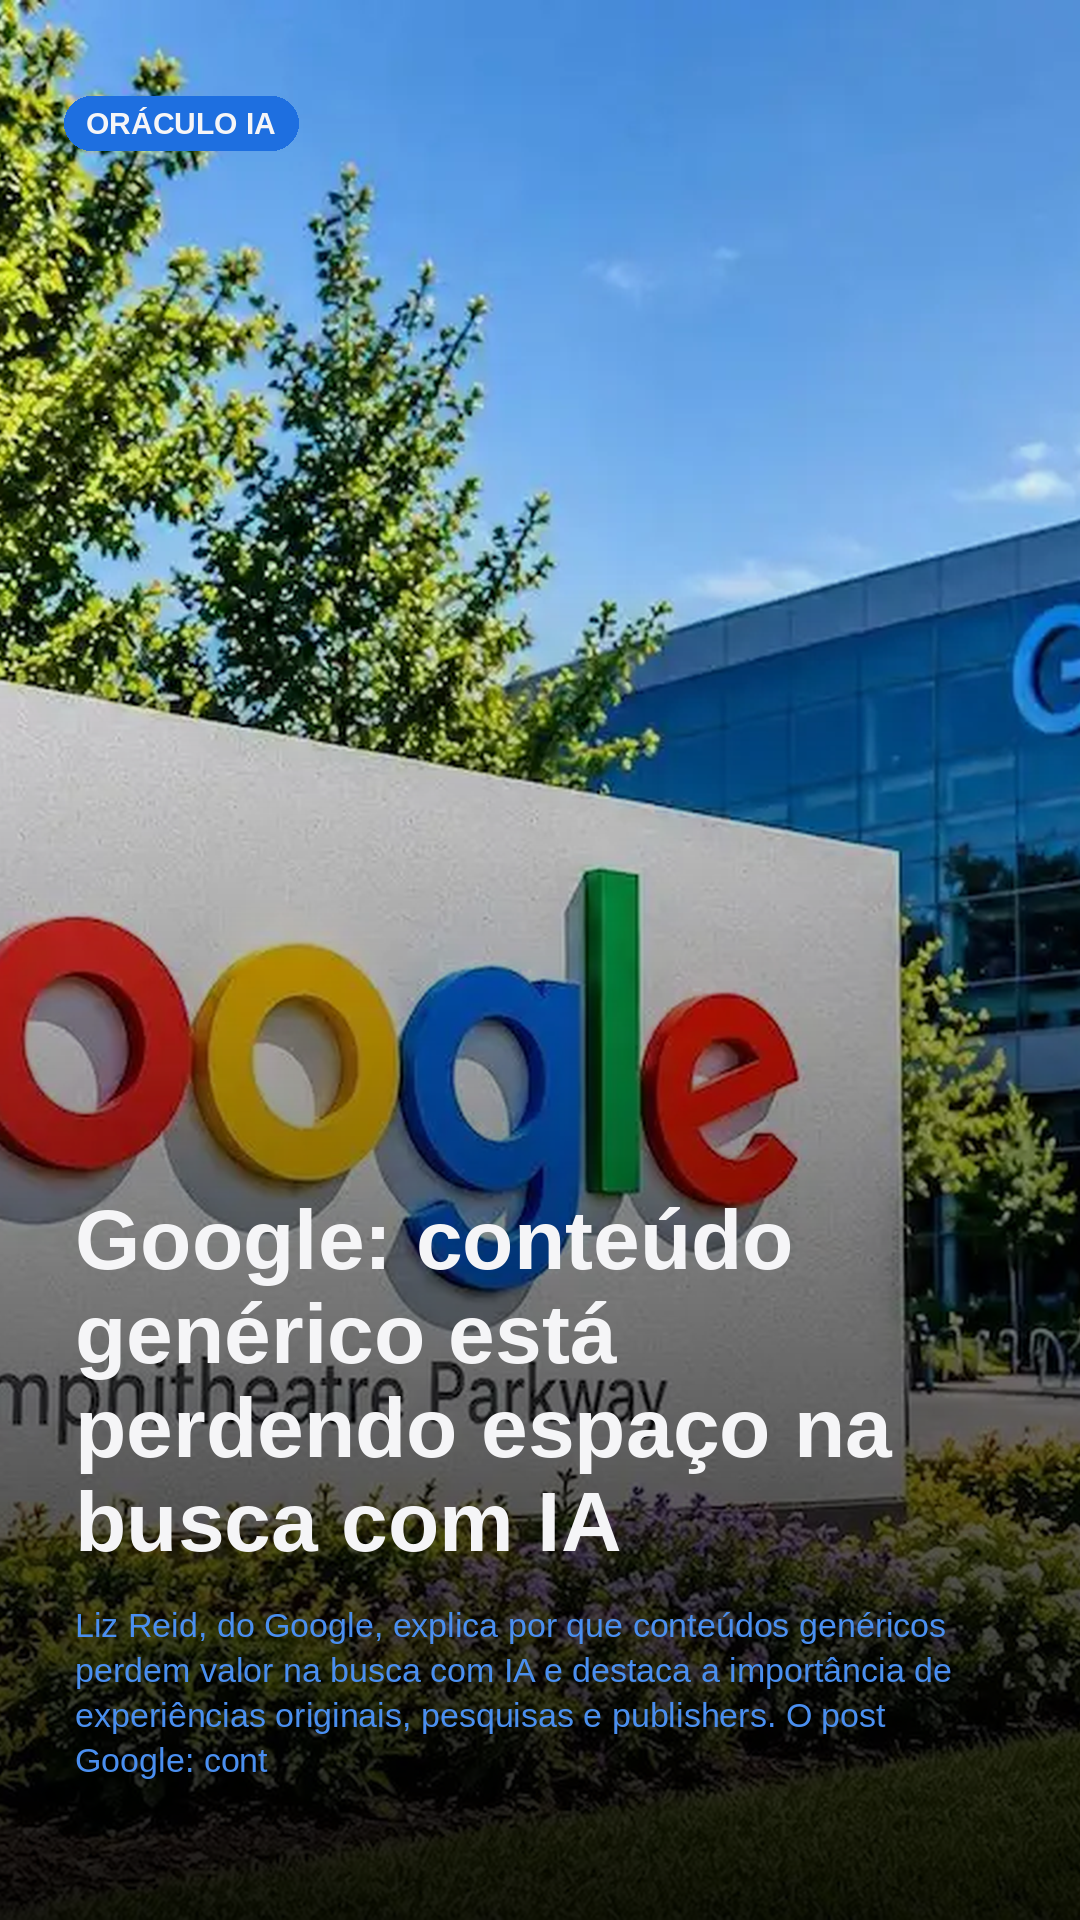 ORÁCULO IA
G
oogle
mphitheatre Parkway
Google: conteúdo
genérico está
perdendo espaço na
busca com IA
Liz Reid, do Google, explica por que conteúdos genéricos
perdem valor na busca com IA e destaca a importância de
experiências originais, pesquisas e publishers. O post
Google: cont